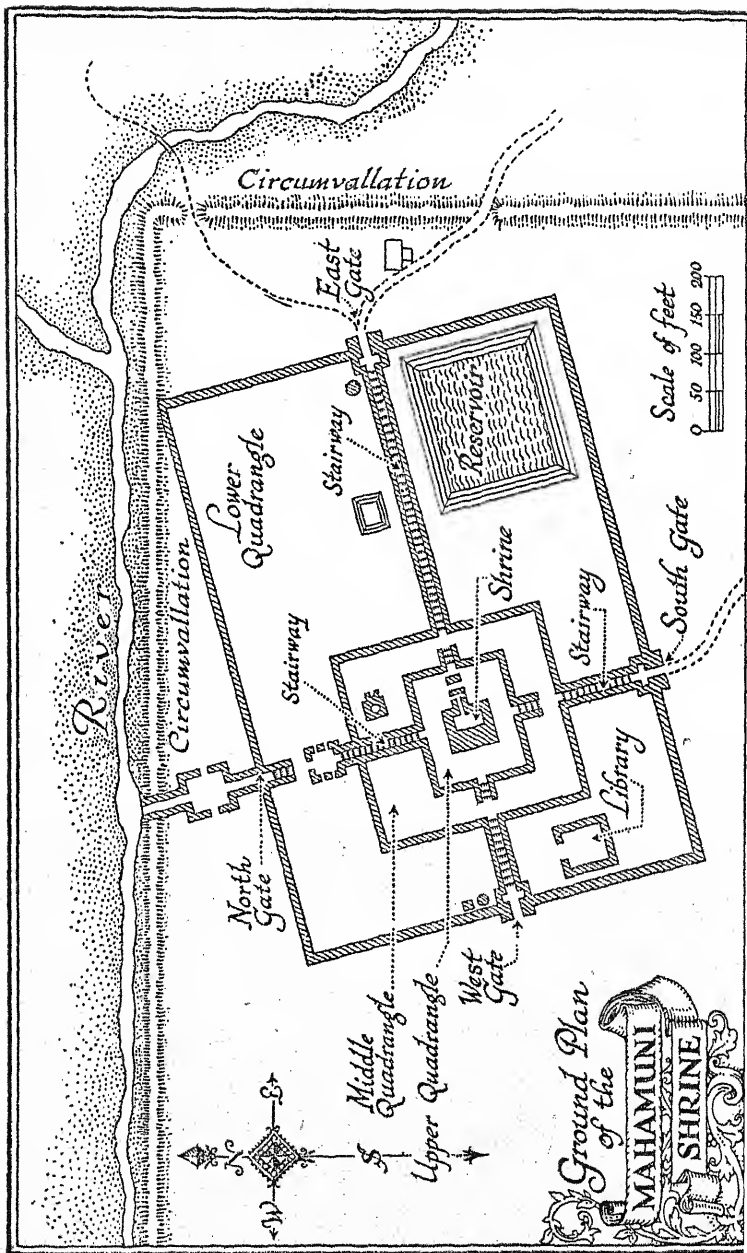 Circumvallation
River
Circumvallation
East
Gate
Lower
Quadrangle
Stairway
Reservoir
Scale of feet
0 50 100 150 200
Stairway
Shrine
Stairway
South Gate
North
Gate
Library
West
Gate
Middle
Quadrangle
Upper Quadrangle
N
W
E
S
Ground Plan
of the
MAHAMUNI
SHRINE